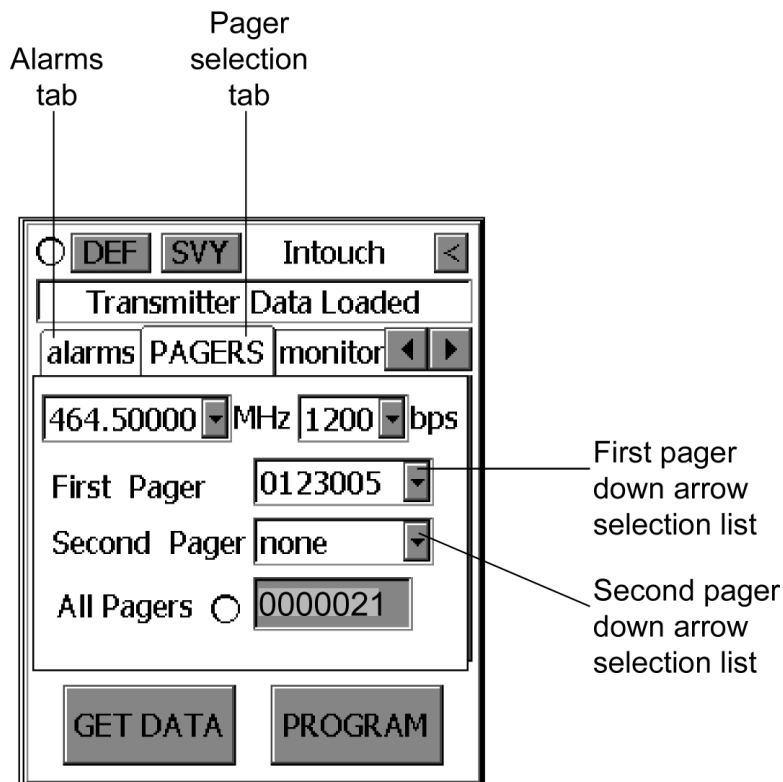 Alarms
tab
Pager
selection
tab
DEF SVY Intouch <
Transmitter Data Loaded
alarms PAGERS monitor
464.50000 MHz 1200 bps
First Pager 0123005
Second Pager none
All Pagers 0000021
GET DATA PROGRAM
First pager
down arrow
selection list
Second pager
down arrow
selection list